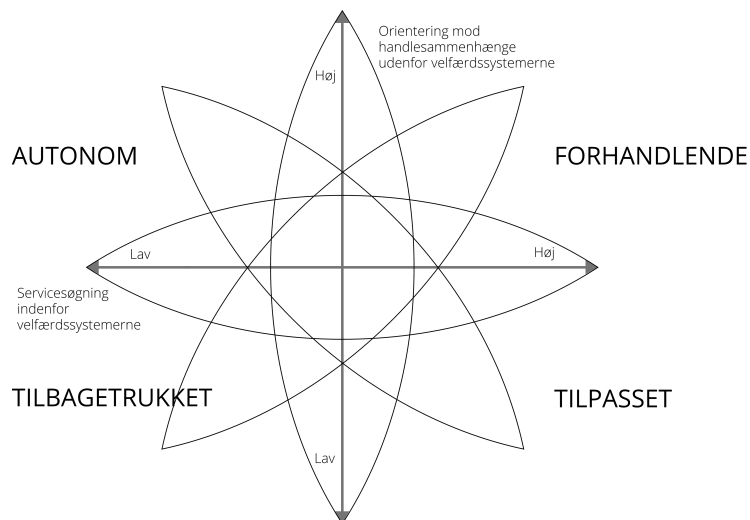 Orientering mod
handlesammenhænge
udenfor velfærdssystemerne
Høj
AUTONOM
FORHANDLENDE
Lav
Høj
Servicesøgning
indenfor
velfærdssystemerne
TILBAGETRUKKET
TILPASSET
Lav